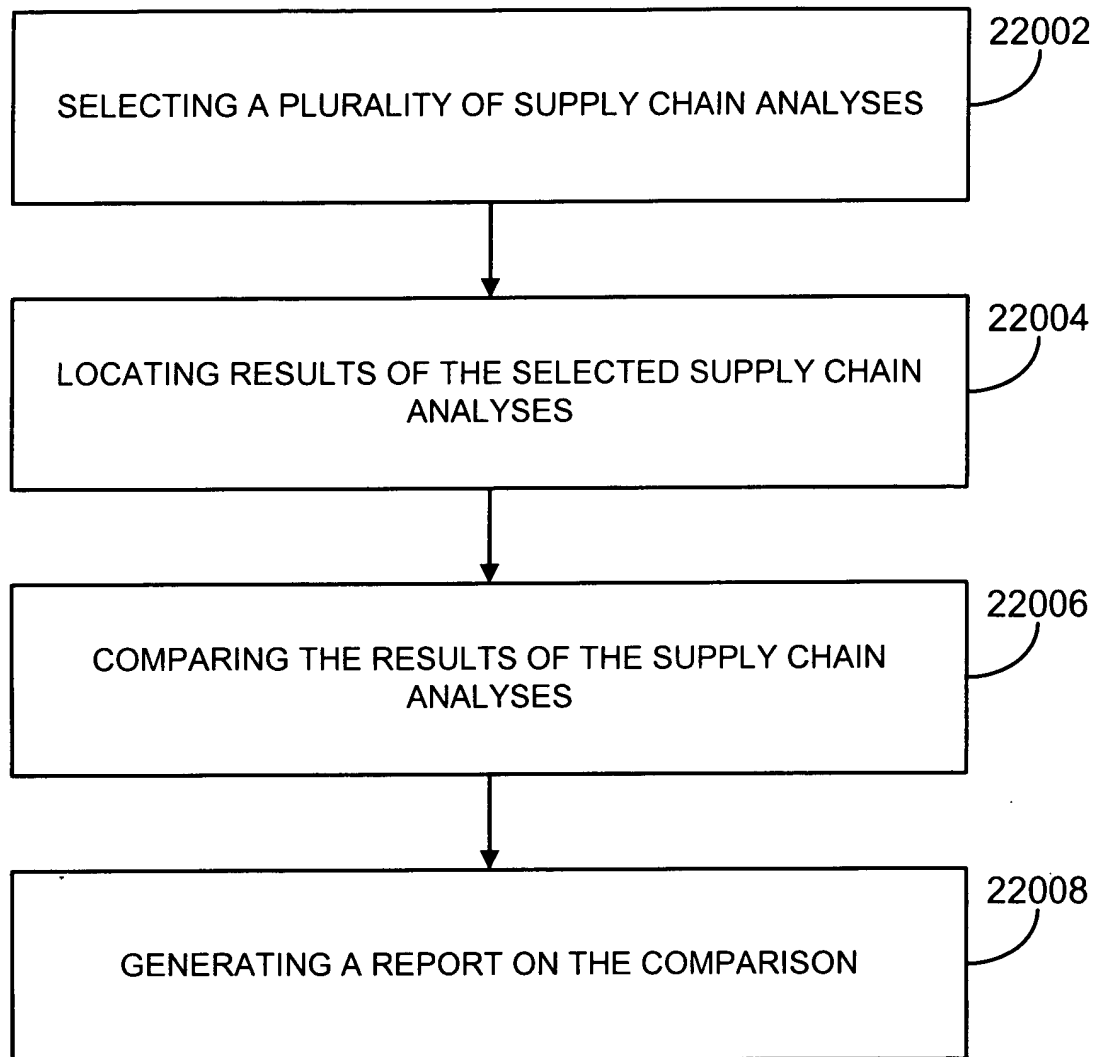 22002
SELECTING A PLURALITY OF SUPPLY CHAIN ANALYSES
22004
LOCATING RESULTS OF THE SELECTED SUPPLY CHAIN
ANALYSES
22006
COMPARING THE RESULTS OF THE SUPPLY CHAIN
ANALYSES
22008
GENERATING A REPORT ON THE COMPARISON